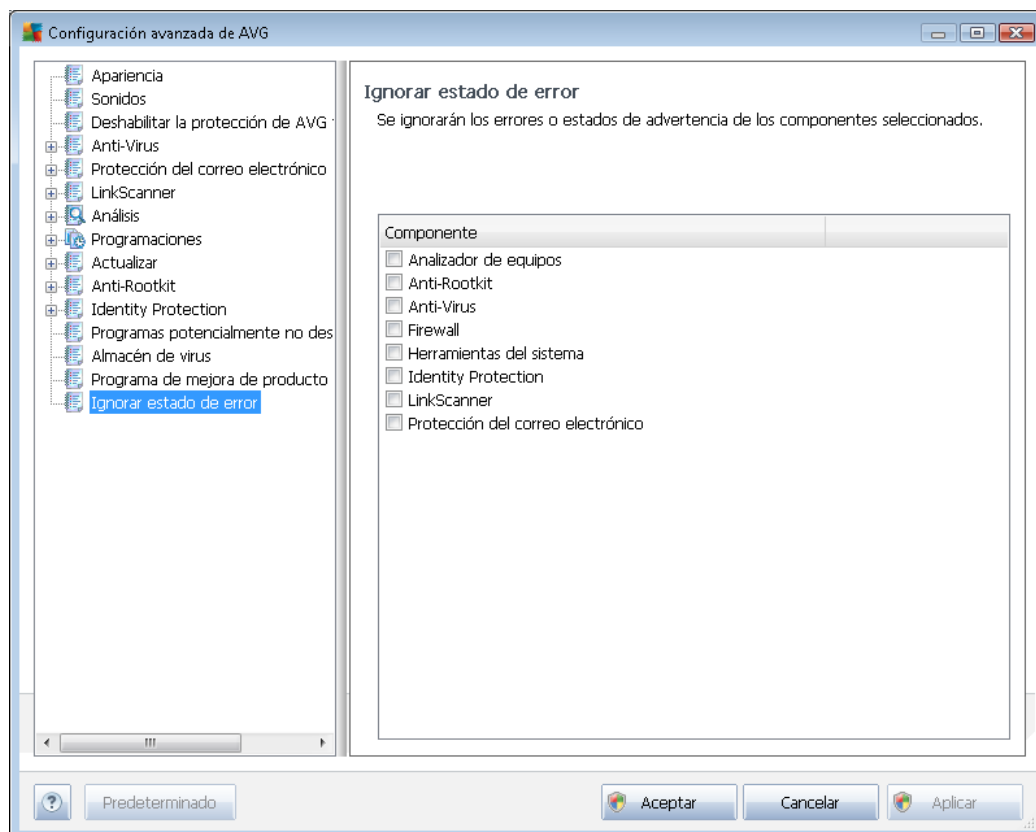 Configuración avanzada de AVG
Apariencia
Sonidos
Deshabilitar la protección de AVG
Anti-Virus
Protección del correo electrónico
LinkScanner
Análisis
Programaciones
Actualizar
Anti-Rootkit
Identity Protection
Programas potencialmente no des
Almacén de virus
Programa de mejora de producto
Ignorar estado de error
Ignorar estado de error
Se ignorarán los errores o estados de advertencia de los componentes seleccionados.
Componente
Analizador de equipos
Anti-Rootkit
Anti-Virus
Firewall
Herramientas del sistema
Identity Protection
LinkScanner
Protección del correo electrónico
? Predeterminado Aceptar Cancelar Aplicar